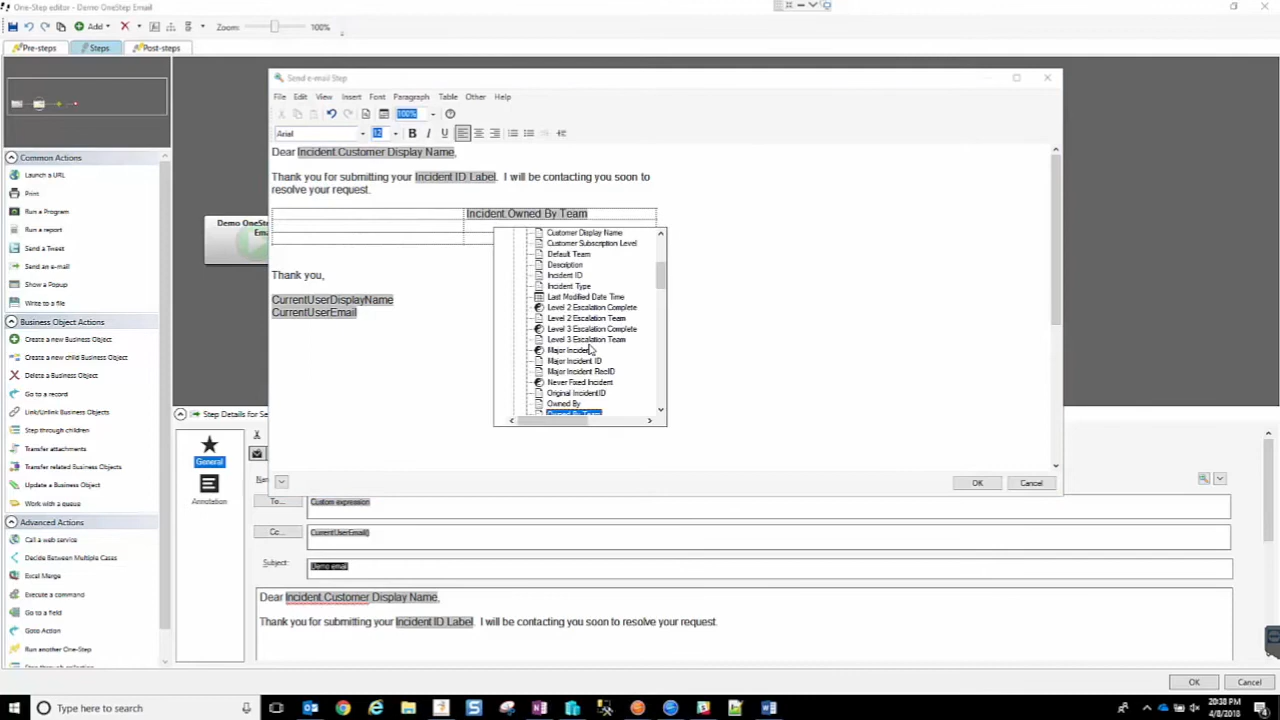 One-Step editor - Demo OneStep Email
Add
Zoom:
100%
Pre-steps
Steps
Post-steps
Common Actions
Launch a URL
Print
Run a Program
Run a report
Send a Tweet
Send an e-mail
Show a Popup
Write to a file
Business Object Actions
Create a new Business Object
Create a new child Business Object
Delete a Business Object
Go to a record
Link/Unlink Business Objects
Step through children
Transfer attachments
Transfer related Business Objects
Update a Business Object
Work with a queue
Advanced Actions
Call a web service
Decide Between Multiple Cases
Excel Merge
Execute a command
Go to a field
Goto Action
Run another One-Step
Send e-mail Step
File Edit View Insert Font Paragraph Table Other Help
100%
Arial
12
Dear Incident.Customer Display Name,
Thank you for submitting your Incident ID Label. I will be contacting you soon to
resolve your request.
Incident.Owned By Team
Customer Display Name
Customer Subscription Level
Default Team
Description
Incident ID
Incident Type
Last Modified Date Time
Level 2 Escalation Complete
Level 2 Escalation Team
Level 3 Escalation Complete
Level 3 Escalation Team
Major Incident
Major Incident ID
Major Incident RecID
Never Fixed Incident
Original IncidentID
Owned By
Owned By Team
Thank you,
CurrentUserDisplayName
CurrentUserEmail
OK
Cancel
Demo OneSte
Ema
Step Details for Se
General
Annotation
To...
Custom expression
Cc...
CurrentUserEmail()
Subject:
Demo email
Dear Incident.Customer Display Name,
Thank you for submitting your Incident ID Label. I will be contacting you soon to resolve your request.
OK
Cancel
Type here to search
20:38 PM
4/8/2018